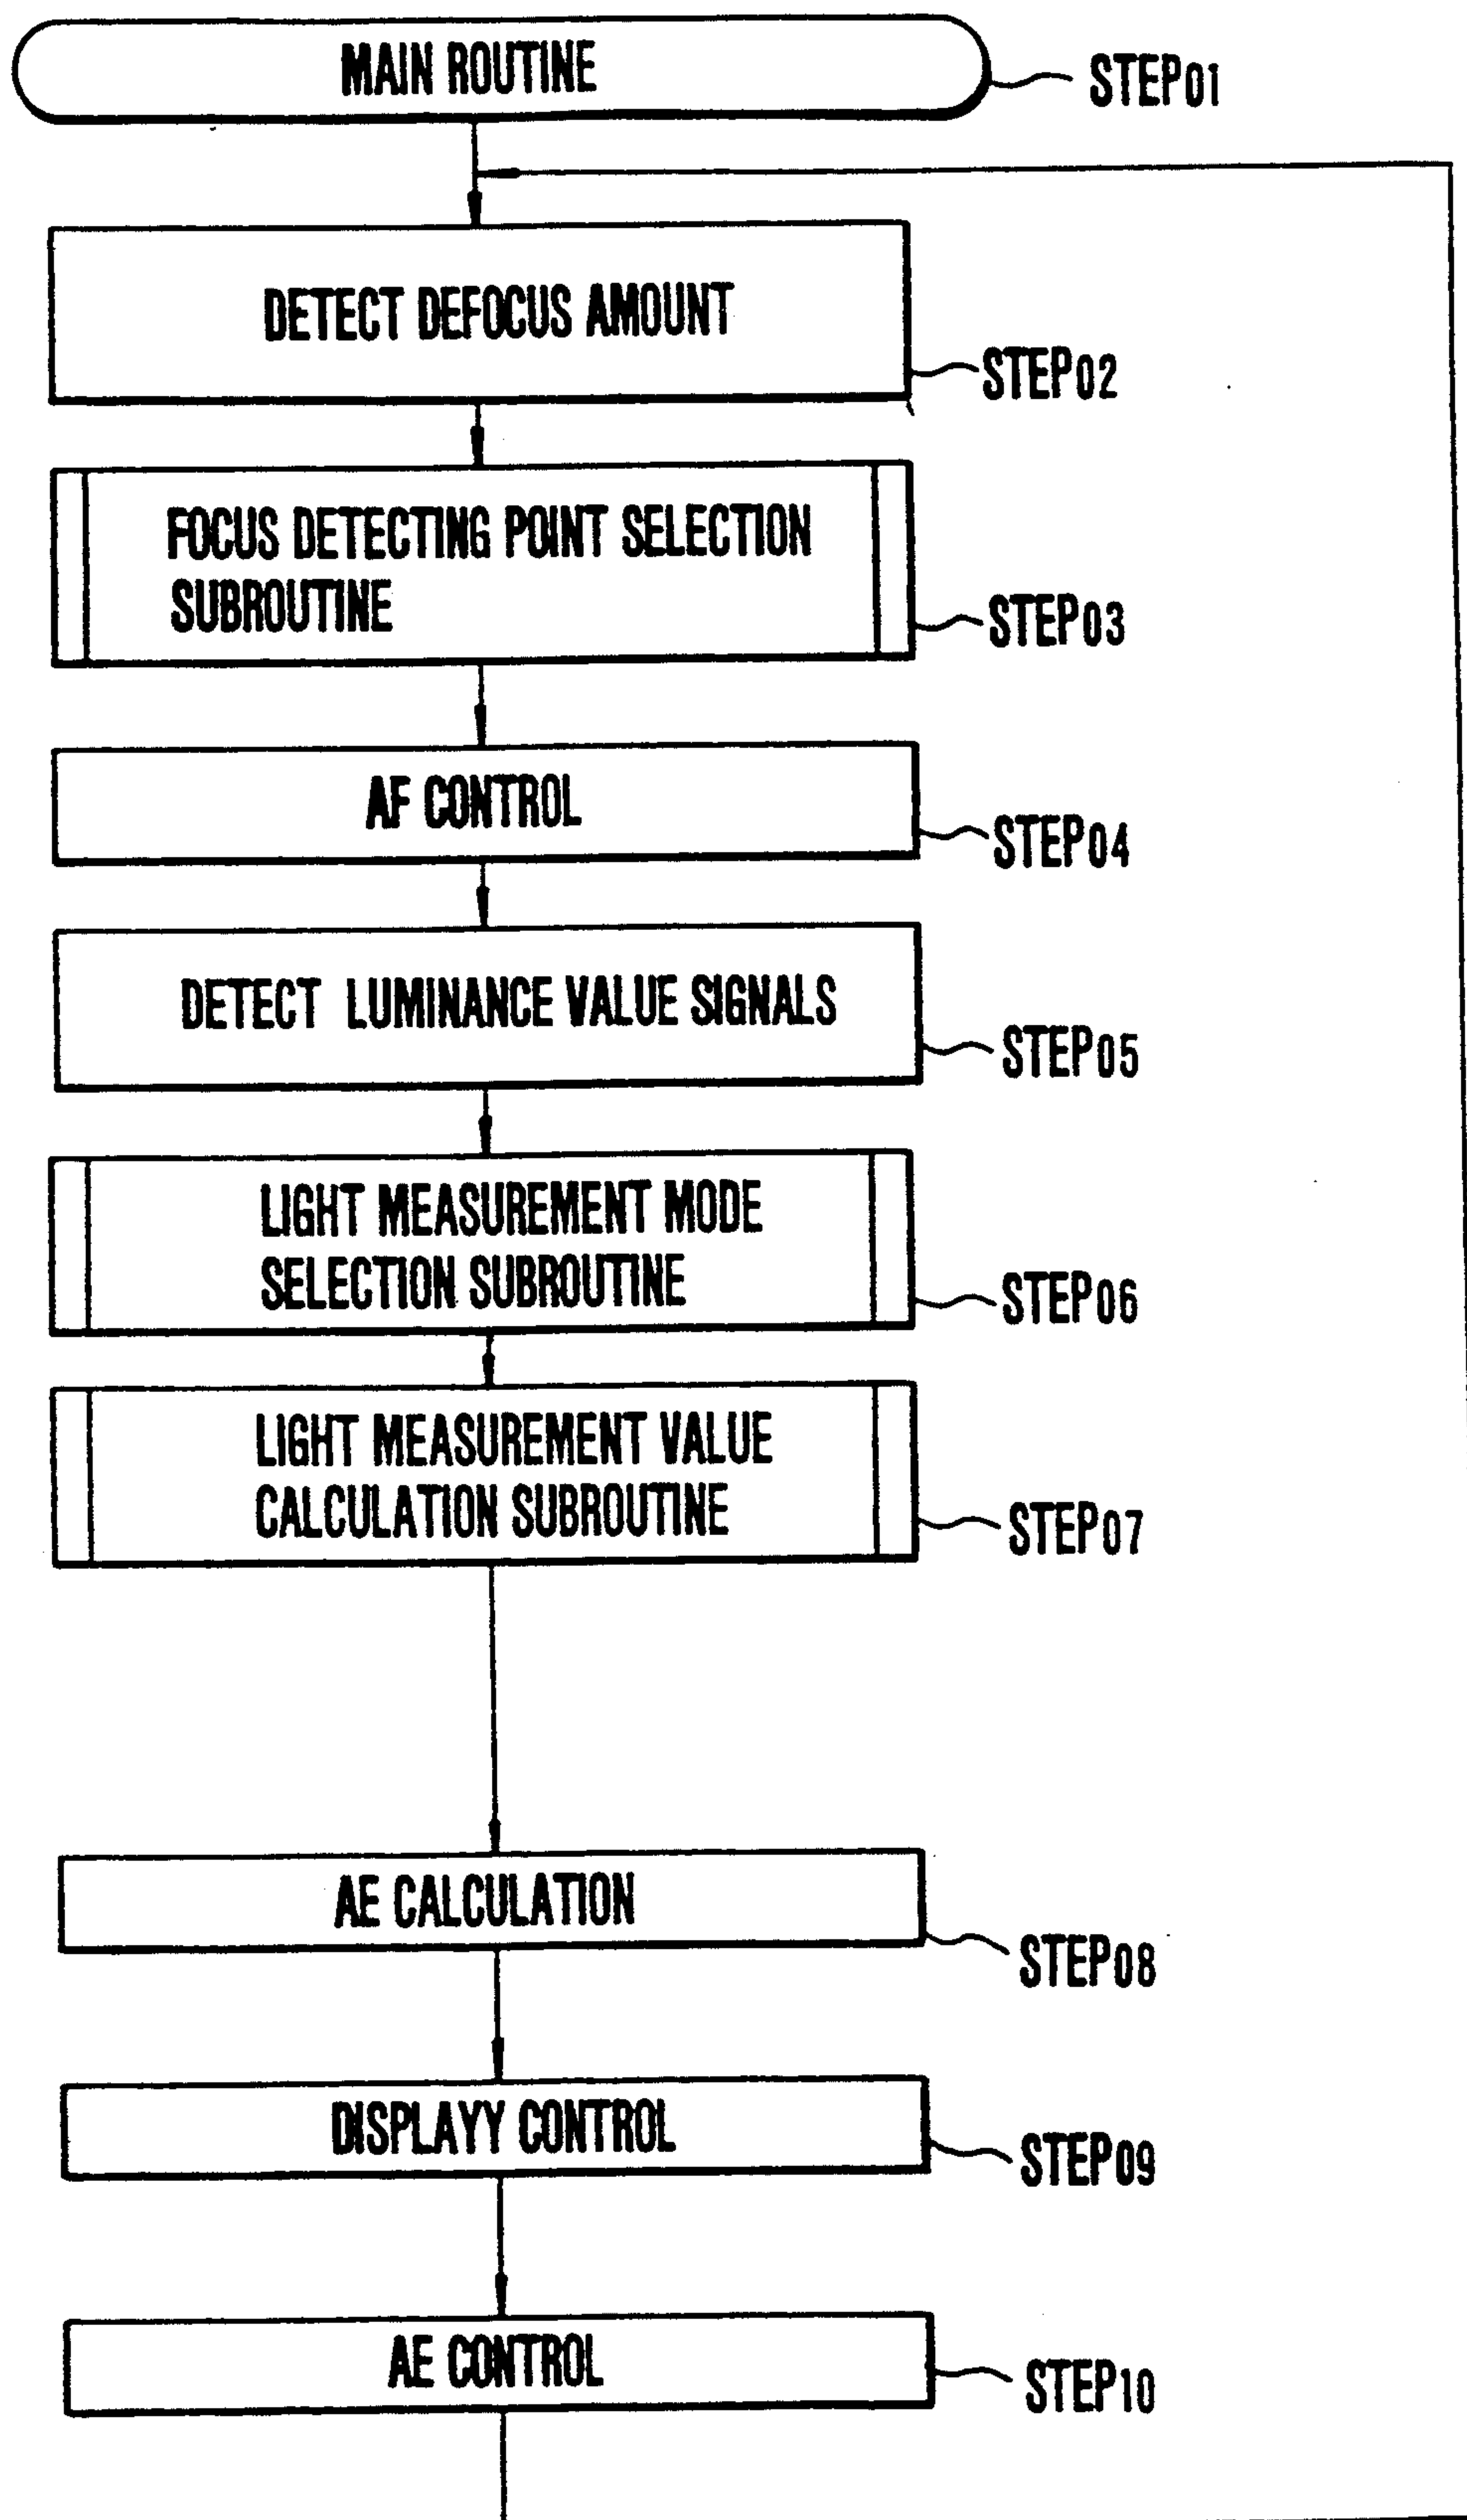 MAIN ROUTINE
STEP01
DETECT DEFOCUS AMOUNT
STEP02
FOCUS DETECTING POINT SELECTION
SUBROUTINE
STEP03
AF CONTROL
STEP04
DETECT LUMINANCE VALUE SIGNALS
STEP05
LIGHT MEASUREMENT MODE
SELECTION SUBROUTINE
STEP06
LIGHT MEASUREMENT VALUE
CALCULATION SUBROUTINE
STEP07
AE CALCULATION
STEP08
DISPLAYY CONTROL
STEP09
AE CONTROL
STEP10